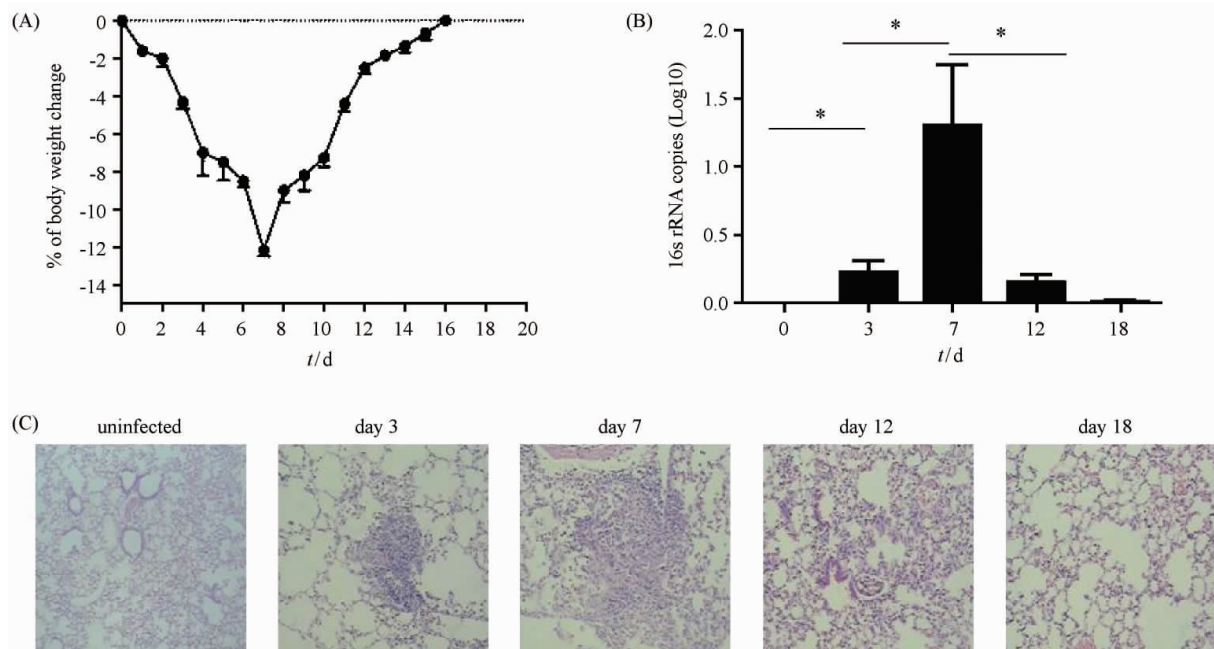 (A)
0
-2
-4
-6
-8
-10
-12
-14
% of body weight change
0 2 4 6 8 10 12 14 16 18 20
t/d
(B)
* *
*
2.0
1.5
1.0
0.5
0.0
16s rRNA copies (Log10)
0 3 7 12 18
t/d
(C)
uninfected day 3 day 7 day 12 day 18